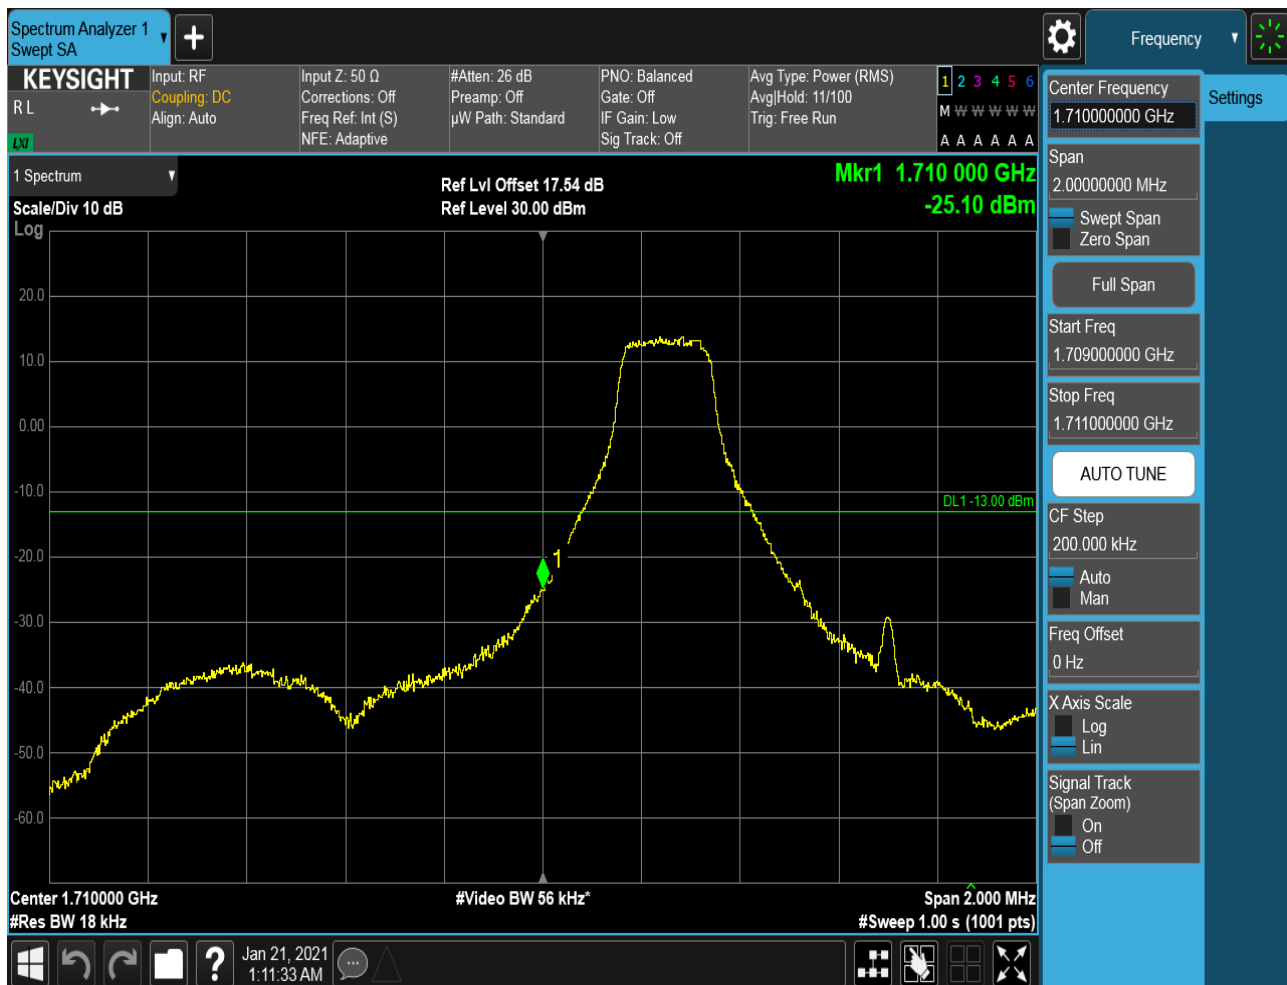 Spectrum Analyzer 1
Swept SA
Frequency
KEYSIGHT
R L
LXI
Input: RF
Coupling: DC
Align: Auto
Input Z: 50 Ω
Corrections: Off
Freq Ref: Int (S)
NFE: Adaptive
#Atten: 26 dB
Preamp: Off
µW Path: Standard
PNO: Balanced
Gate: Off
IF Gain: Low
Sig Track: Off
Avg Type: Power (RMS)
Avg|Hold: 11/100
Trig: Free Run
1 2 3 4 5 6
M W W W W W
A A A A A A
1 Spectrum
Scale/Div 10 dB
Log
Ref Lvl Offset 17.54 dB
Ref Level 30.00 dBm
Mkr1 1.710 000 GHz
-25.10 dBm
20.0
10.0
0.00
-10.0
-20.0
-30.0
-40.0
-50.0
-60.0
DL1 -13.00 dBm
1
Center 1.710000 GHz
#Res BW 18 kHz
#Video BW 56 kHz*
Span 2.000 MHz
#Sweep 1.00 s (1001 pts)
Jan 21, 2021
1:11:33 AM
Center Frequency
1.710000000 GHz
Settings
Span
2.00000000 MHz
Swept Span
Zero Span
Full Span
Start Freq
1.709000000 GHz
Stop Freq
1.711000000 GHz
AUTO TUNE
CF Step
200.000 kHz
Auto
Man
Freq Offset
0 Hz
X Axis Scale
Log
Lin
Signal Track
(Span Zoom)
On
Off